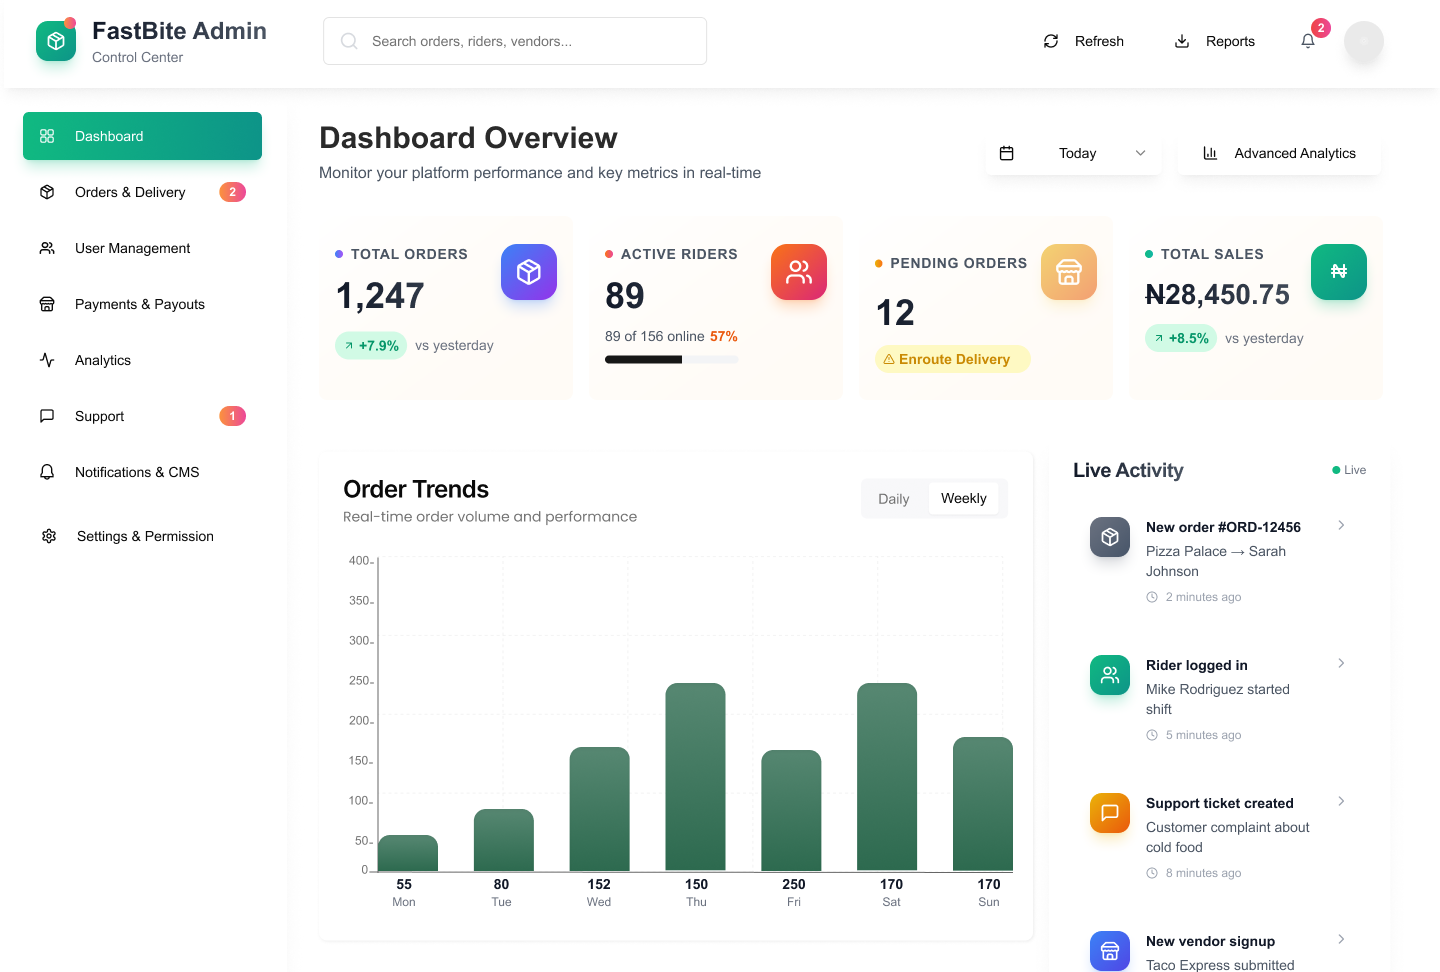 FastBite Admin
Control Center
Search orders, riders, vendors...
Refresh
Reports
2
Dashboard
Orders & Delivery
2
User Management
Payments & Payouts
Analytics
Support
1
Notifications & CMS
Settings & Permission
Dashboard Overview
Monitor your platform performance and key metrics in real-time
Today
Advanced Analytics
TOTAL ORDERS
1,247
+7.9% vs yesterday
ACTIVE RIDERS
89
89 of 156 online 57%
PENDING ORDERS
12
Enroute Delivery
TOTAL SALES
₦
₦28,450.75
+8.5% vs yesterday
Order Trends
Real-time order volume and performance
Daily
Weekly
400
350
300
250
200
150
100
50
0
55 80 152 150 250 170 170
Mon Tue Wed Thu Fri Sat Sun
Live Activity
Live
New order #ORD-12456
Pizza Palace → Sarah
Johnson
2 minutes ago
Rider logged in
Mike Rodriguez started
shift
5 minutes ago
Support ticket created
Customer complaint about
cold food
8 minutes ago
New vendor signup
Taco Express submitted